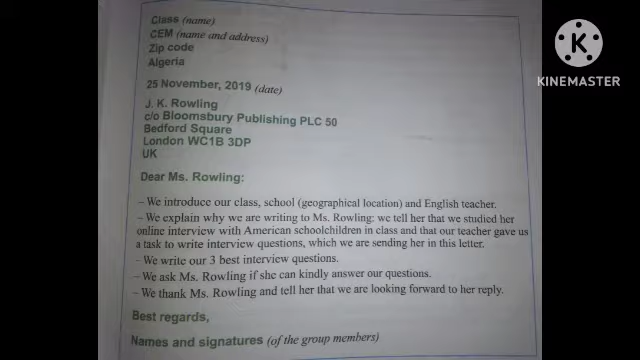 Class (name)
CEM (name and address)
Zip code
Algeria
25 November, 2019 (date)
J. K. Rowling
c/o Bloomsbury Publishing PLC 50
Bedford Square
London WC1B 3DP
UK
Dear Ms. Rowling:
– We introduce our class, school (geographical location) and English teacher.
– We explain why we are writing to Ms. Rowling: we tell her that we studied her
online interview with American schoolchildren in class and that our teacher gave us
a task to write interview questions, which we are sending her in this letter.
– We write our 3 best interview questions.
– We ask Ms. Rowling if she can kindly answer our questions.
– We thank Ms. Rowling and tell her that we are looking forward to her reply.
Best regards,
Names and signatures (of the group members)
K
KINEMASTER